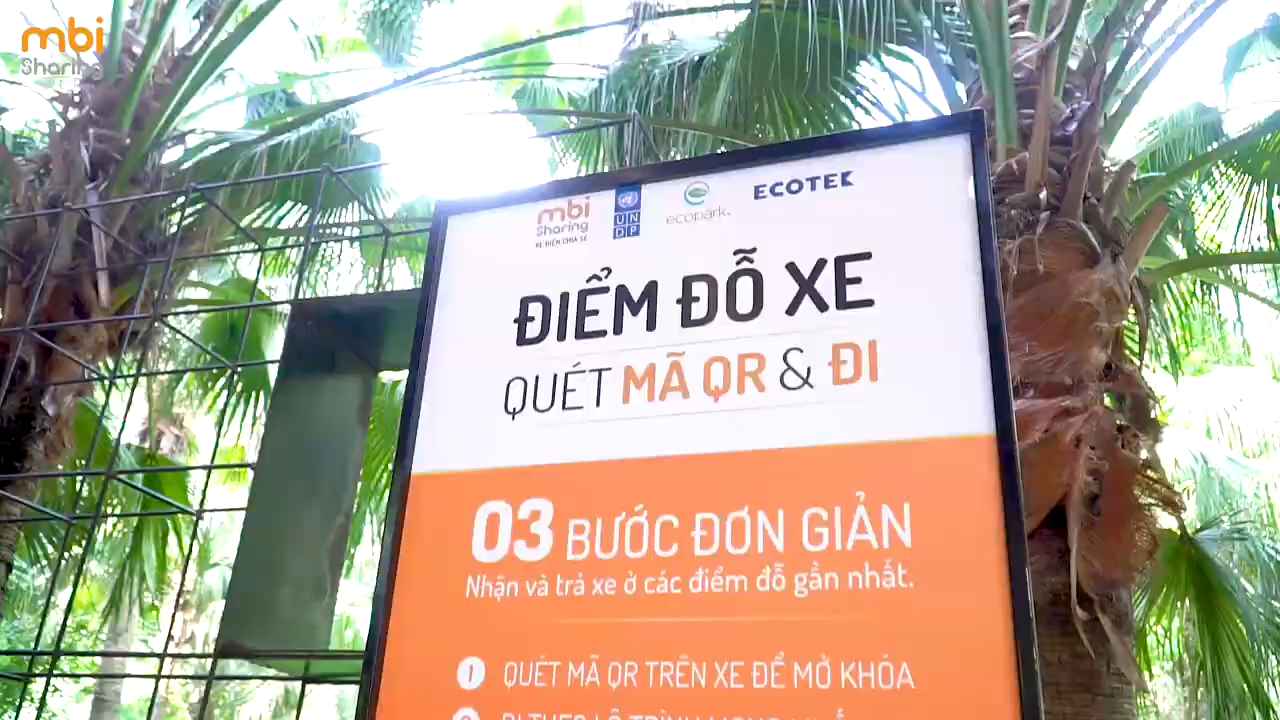 mbi
Sharing
mbi
Sharing
XE ĐIỆN CHIA SẺ
UN
DP
ecopark
ECOTEK
ĐIỂM ĐỖ XE
QUÉT MÃ QR & ĐI
03 BƯỚC ĐƠN GIẢN
Nhận và trả xe ở các điểm đỗ gần nhất.
1 QUÉT MÃ QR TRÊN XE ĐỂ MỞ KHÓA